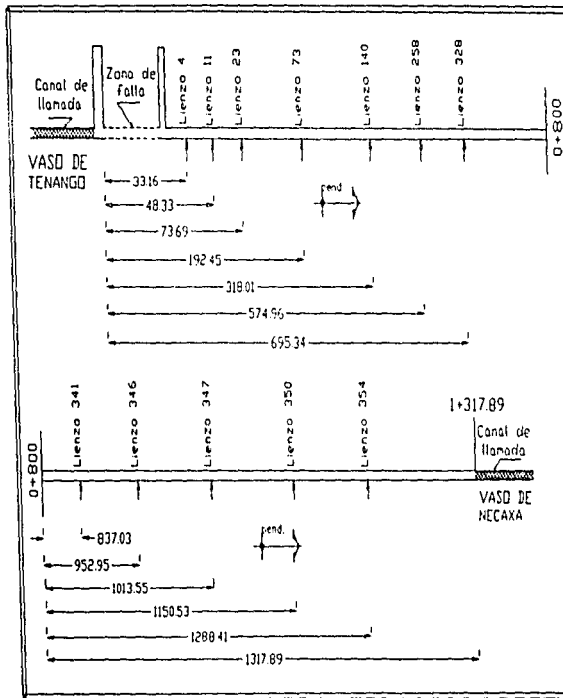 Canal de
llamada
Zona de
falla
Lienzo 4
Lienzo 11
Lienzo 23
Lienzo 73
Lienzo 140
Lienzo 258
Lienzo 328
0+800
VASO DE
TENANGO
33.16
48.33
73.69
192.45
318.01
574.96
695.34
pend.
Lienzo 341
Lienzo 346
Lienzo 347
Lienzo 350
Lienzo 354
1+317.89
Canal de
llamada
0+800
VASO DE
NECAXA
837.03
952.95
1013.55
1150.53
1288.41
1317.89
pend.